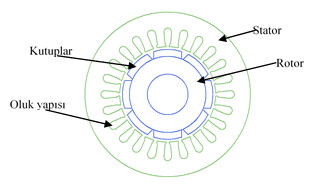 Stator
Kutuplar
Rotor
Oluk yapısı